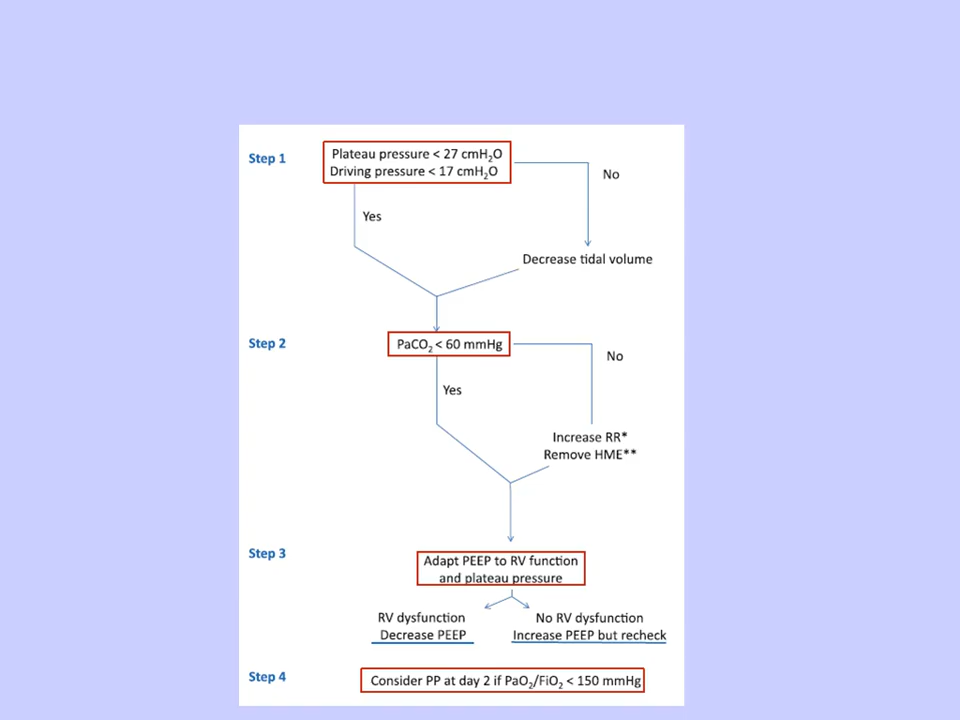 Step 1
Plateau pressure < 27 cmH₂O
Driving pressure < 17 cmH₂O
No
Yes
Decrease tidal volume
Step 2
PaCO₂ < 60 mmHg
No
Yes
Increase RR*
Remove HME**
Step 3
Adapt PEEP to RV function
and plateau pressure
RV dysfunction
Decrease PEEP
No RV dysfunction
Increase PEEP but recheck
Step 4
Consider PP at day 2 if PaO₂/FiO₂ < 150 mmHg